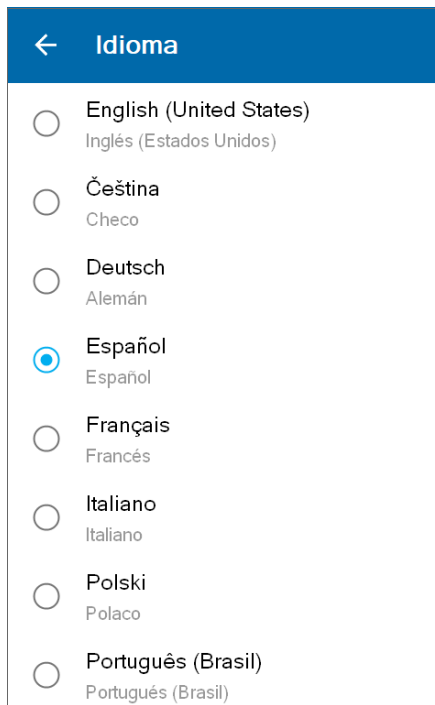 Idioma
English (United States)
Inglés (Estados Unidos)
Čeština
Checo
Deutsch
Alemán
Español
Español
Français
Francés
Italiano
Italiano
Polski
Polaco
Português (Brasil)
Portugués (Brasil)